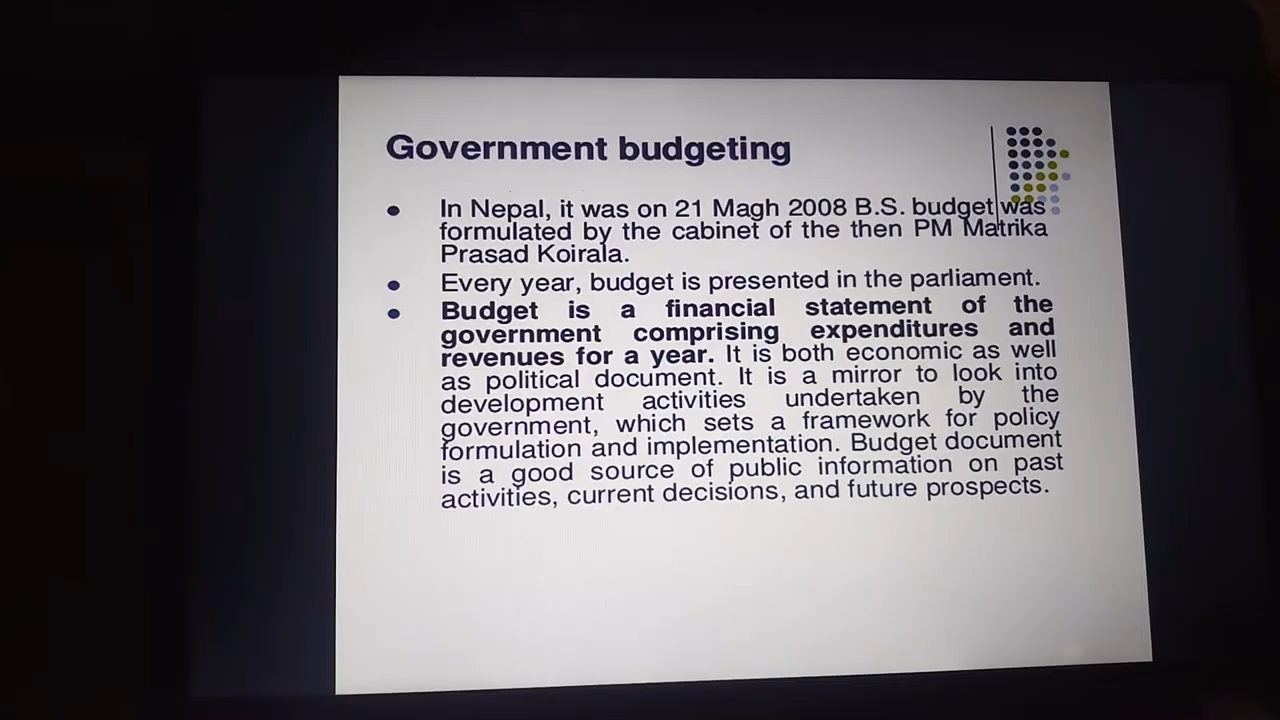 Government budgeting
In Nepal, it was on 21 Magh 2008 B.S. budget was
formulated by the cabinet of the then PM Matrika
Prasad Koirala.
Every year, budget is presented in the parliament.
Budget is a financial statement of the
government comprising expenditures and
revenues for a year. It is both economic as well
as political document. It is a mirror to look into
development activities undertaken by the
government, which sets a framework for policy
formulation and implementation. Budget document
is a good source of public information on past
activities, current decisions, and future prospects.